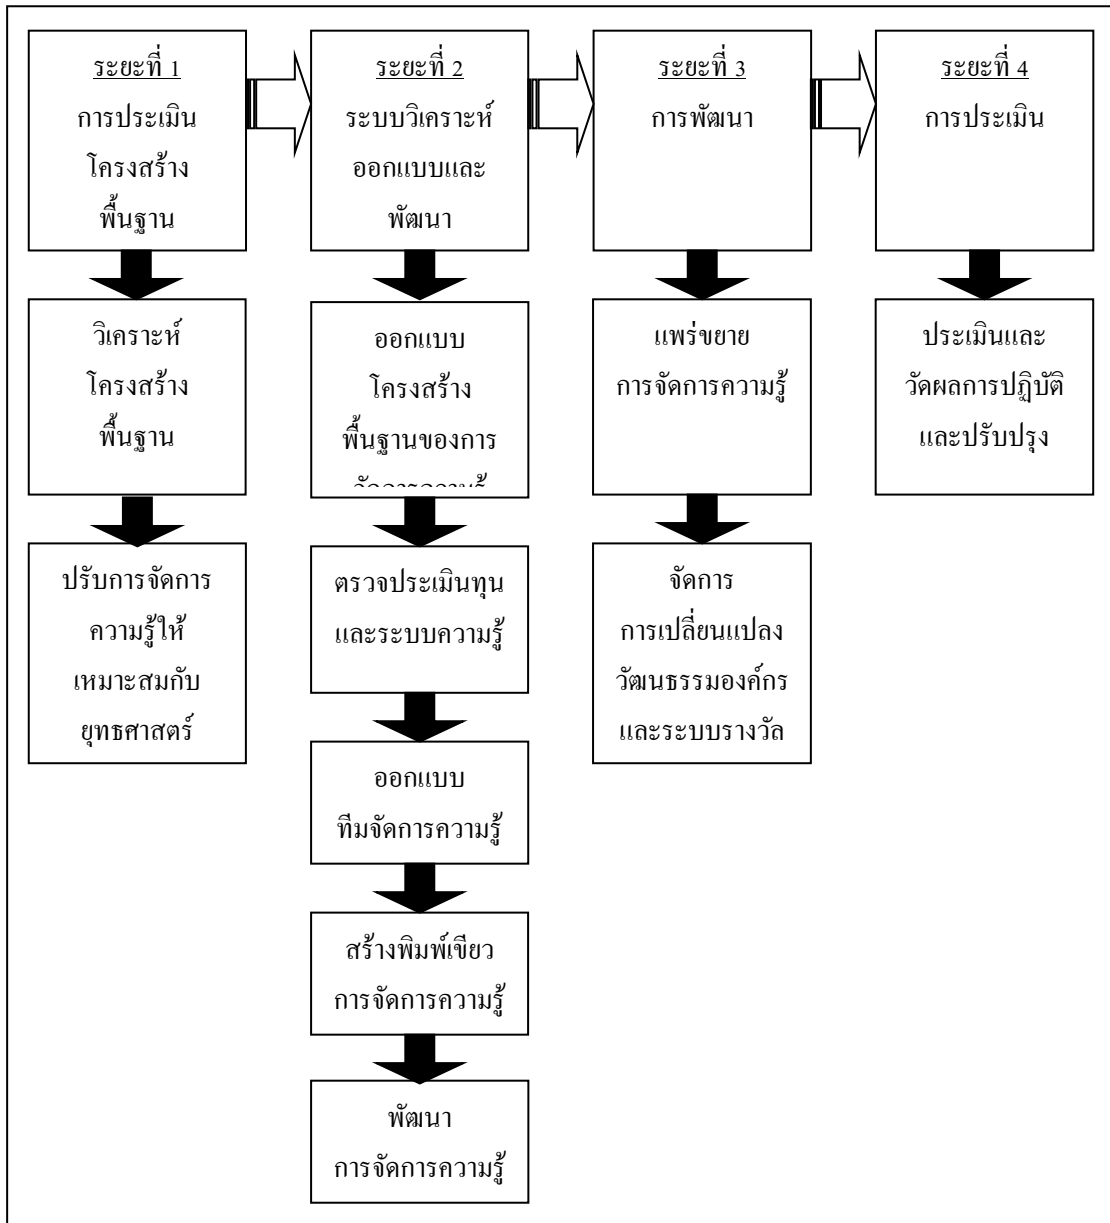 ระยะที่ 1
การประเมิน
โครงสร้าง
พื้นฐาน
ระยะที่ 2
ระบบวิเคราะห์
ออกแบบและ
พัฒนา
ระยะที่ 3
การพัฒนา
ระยะที่ 4
การประเมิน
วิเคราะห์
โครงสร้าง
พื้นฐาน
ออกแบบ
โครงสร้าง
พื้นฐานของการ
แพร่ขยาย
การจัดการความรู้
ประเมินและ
วัดผลการปฏิบัติ
และปรับปรุง
ปรับการจัดการ
ความรู้ให้
เหมาะสมกับ
ยุทธศาสตร์
ตรวจประเมินทุน
และระบบความรู้
จัดการ
การเปลี่ยนแปลง
วัฒนธรรมองค์กร
และระบบรางวัล
ออกแบบ
ทีมจัดการความรู้
สร้างพิมพ์เขียว
การจัดการความรู้
พัฒนา
การจัดการความรู้